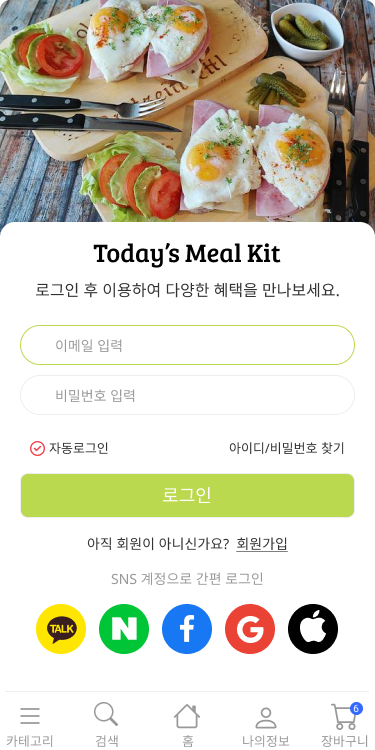 Today's Meal Kit
로그인 후 이용하여 다양한 혜택을 만나보세요.
이메일 입력
비밀번호 입력
자동로그인 아이디/비밀번호 찾기
로그인
아직 회원이 아니신가요? 회원가입
SNS 계정으로 간편 로그인
TALK N f G
6
카테고리 검색 홈 나의정보 장바구니